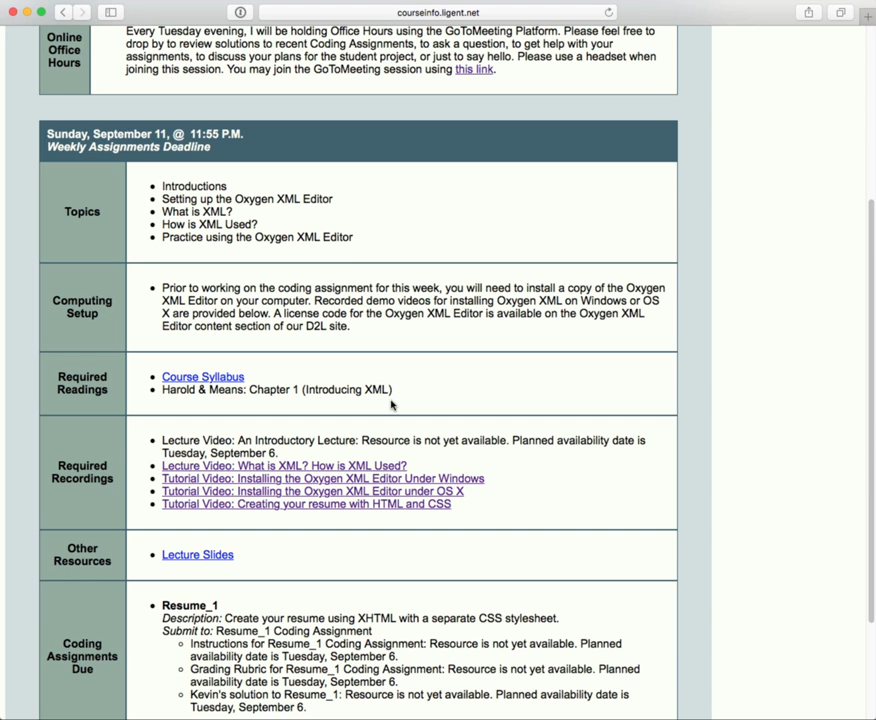 courseinfo.ligent.net
Online
Office
Hours
Every Tuesday evening, I will be holding Office Hours using the GoToMeeting Platform. Please feel free to
drop by to review solutions to recent Coding Assignments, to ask a question, to get help with your
assignments, to discuss your plans for the student project, or just to say hello. Please use a headset when
joining this session. You may join the GoToMeeting session using this link.
Sunday, September 11, @ 11:55 P.M.
Weekly Assignments Deadline
Topics
• Introductions
• Setting up the Oxygen XML Editor
• What is XML?
• How is XML Used?
• Practice using the Oxygen XML Editor
Computing
Setup
• Prior to working on the coding assignment for this week, you will need to install a copy of the Oxygen
XML Editor on your computer. Recorded demo videos for installing Oxygen XML on Windows or OS
X are provided below. A license code for the Oxygen XML Editor is available on the Oxygen XML
Editor content section of our D2L site.
Required
Readings
• Course Syllabus
• Harold & Means: Chapter 1 (Introducing XML)
Required
Recordings
• Lecture Video: An Introductory Lecture: Resource is not yet available. Planned availability date is
Tuesday, September 6.
• Lecture Video: What is XML? How is XML Used?
• Tutorial Video: Installing the Oxygen XML Editor Under Windows
• Tutorial Video: Installing the Oxygen XML Editor under OS X
• Tutorial Video: Creating your resume with HTML and CSS
Other
Resources
• Lecture Slides
Coding
Assignments
Due
• Resume_1
Description: Create your resume using XHTML with a separate CSS stylesheet.
Submit to: Resume_1 Coding Assignment
◦ Instructions for Resume_1 Coding Assignment: Resource is not yet available. Planned
availability date is Tuesday, September 6.
◦ Grading Rubric for Resume_1 Coding Assignment: Resource is not yet available. Planned
availability date is Tuesday, September 6.
◦ Kevin's solution to Resume_1: Resource is not yet available. Planned availability date is
Tuesday, September 6.